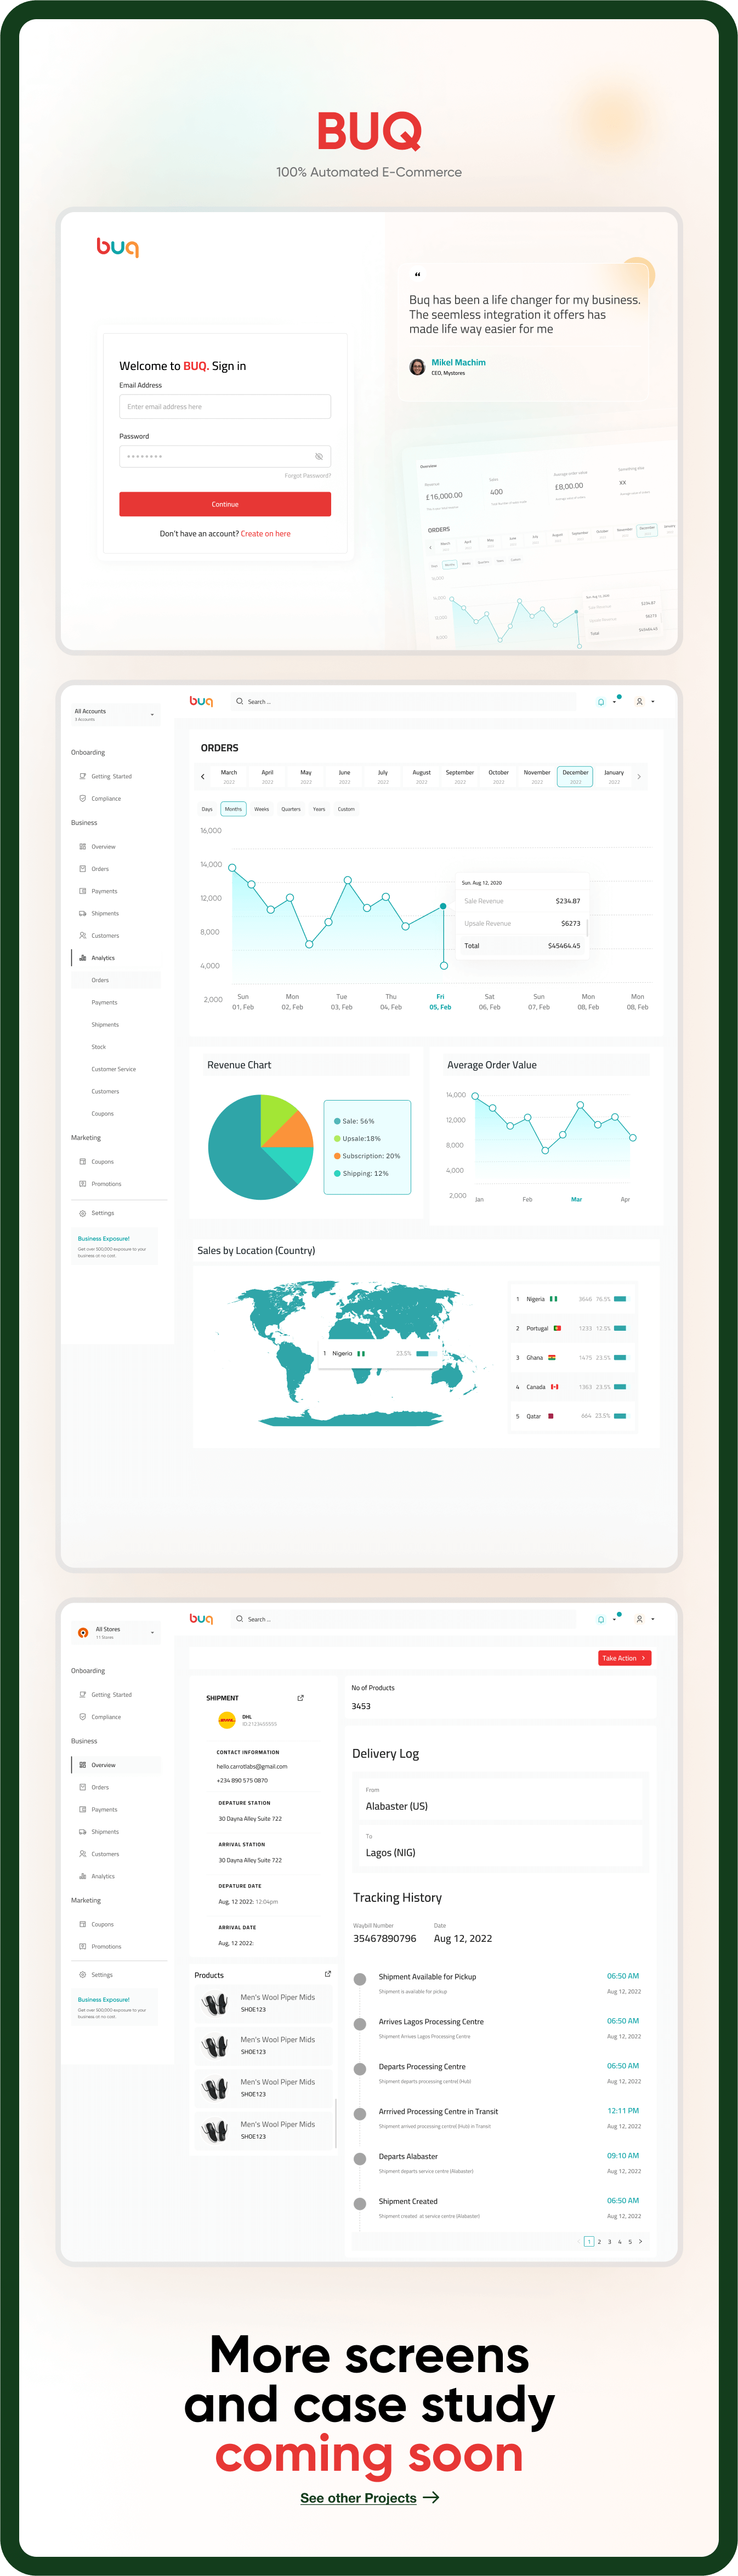 BUQ
100% Automated E-Commerce
buq
“
Buq has been a life changer for my business.
The seemless integration it offers has
made life way easier for me
Mikel Machim
CEO, Mystores
Welcome to BUQ. Sign in
Email Address
Enter email address here
Password
Forgot Password?
Continue
Don't have an account? Create on here
Overview
Revenue
£16,000.00
Sales
400
Average order value
£8,00.00
XX
ORDERS
March
April
May
June
July
August
September
October
November
December
January
buq
Search ...
All Accounts
3 Accounts
Onboarding
Getting Started
Compliance
Business
Overview
Orders
Payments
Shipments
Customers
Analytics
Orders
Payments
Shipments
Stock
Customer Service
Customers
Coupons
Marketing
Coupons
Promotions
Settings
Business Exposure!
Get over 500,000 exposure to your
business at no cost.
ORDERS
March April May June July August September October November December January
2022 2022 2022 2022 2022 2022 2022 2022 2022 2022 2022
Days Months Weeks Quarters Years Custom
16,000
14,000
12,000
8,000
4,000
2,000
Sun. Aug 12, 2020
Sale Revenue $234.87
Upsale Revenue $6273
Total $45464.45
Sun Mon Tue Thu Fri Sat Sun Mon Mon
01, Feb 02, Feb 03, Feb 04, Feb 05, Feb 06, Feb 07, Feb 08, Feb 08, Feb
Revenue Chart
Sale: 56%
Upsale:18%
Subscription: 20%
Shipping: 12%
Average Order Value
14,000
12,000
8,000
4,000
2,000
Jan Feb Mar Apr
Sales by Location (Country)
1 Nigeria 23.5%
1 Nigeria 3646 76.5%
2 Portugal 1233 12.5%
3 Ghana 1475 23.5%
4 Canada 1363 23.5%
5 Qatar 664 23.5%
buq
Search ...
All Stores
11 Stores
Onboarding
Getting Started
Compliance
Business
Overview
Orders
Payments
Shipments
Customers
Analytics
Marketing
Coupons
Promotions
Settings
Business Exposure!
Get over 500,000 exposure to your
business at no cost.
Take Action
SHIPMENT
DHL
CONTACT INFORMATION
hello.carrotlabs@gmail.com
+234 890 575 0870
DEPATURE STATION
30 Dayna Alley Suite 722
ARRIVAL STATION
30 Dayna Alley Suite 722
DEPATURE DATE
Aug, 12 2022: 12:04pm
ARRIVAL DATE
Aug, 12 2022:
Products
Men's Wool Piper Mids
SHOE123
Men's Wool Piper Mids
SHOE123
Men's Wool Piper Mids
SHOE123
Men's Wool Piper Mids
SHOE123
No of Products
3453
Delivery Log
From
Alabaster (US)
To
Lagos (NIG)
Tracking History
Waybill Number Date
35467890796 Aug 12, 2022
Shipment Available for Pickup 06:50 AM
Shipment is available for pickup Aug 12, 2022
Arrives Lagos Processing Centre 06:50 AM
Shipment Arrives Lagos Processing Centre Aug 12, 2022
Departs Processing Centre 06:50 AM
Shipment departs processing centrel (Hub) Aug 12, 2022
Arrrived Processing Centre in Transit 12:11 PM
Shipment arrived processing centrel (Hub) in Transit Aug 12, 2022
Departs Alabaster 09:10 AM
Shipment departs service centre (Alabaster) Aug 12, 2022
Shipment Created 06:50 AM
Shipment created at service centre (Alabaster) Aug 12, 2022
1 2 3 4 5
More screens
and case study
coming soon
See other Projects